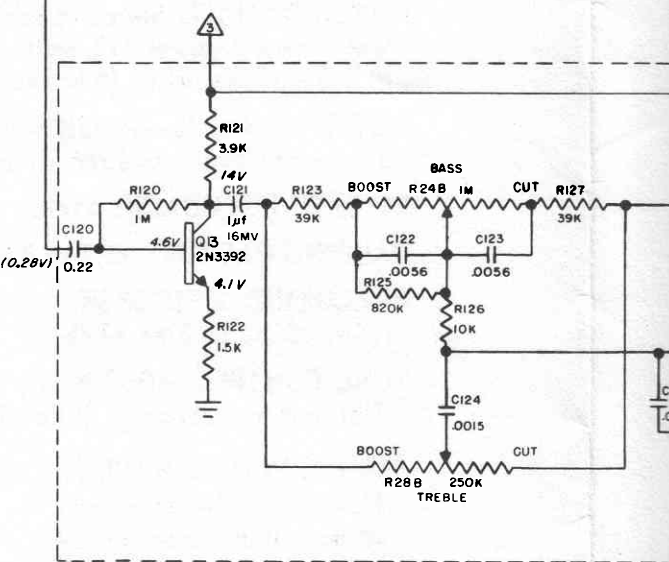 3
R121
3.9K
14V
R120
1M
C121
1µf
16MV
R123
39K
BOOST
BASS
R24B 1M
CUT
R127
39K
C120
0.22
(0.28V)
4.6V
Q13
2N3392
4.1V
C122
.0056
C123
.0056
R125
820K
R126
10K
R122
1.5K
C124
.0015
BOOST
CUT
R28B 250K
TREBLE